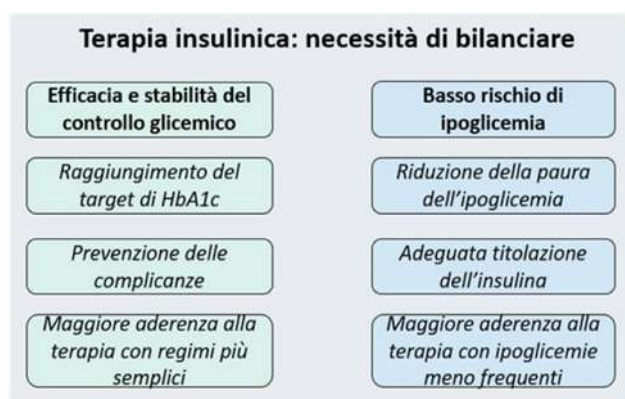 Terapia insulinica: necessità di bilanciare
Efficacia e stabilità del
controllo glicemico
Basso rischio di
ipoglicemia
Raggiungimento del
target di HbA1c
Riduzione della paura
dell'ipoglicemia
Prevenzione delle
complicanze
Adeguata titolazione
dell'insulina
Maggiore aderenza alla
terapia con regimi più
semplici
Maggiore aderenza alla
terapia con ipoglicemie
meno frequenti